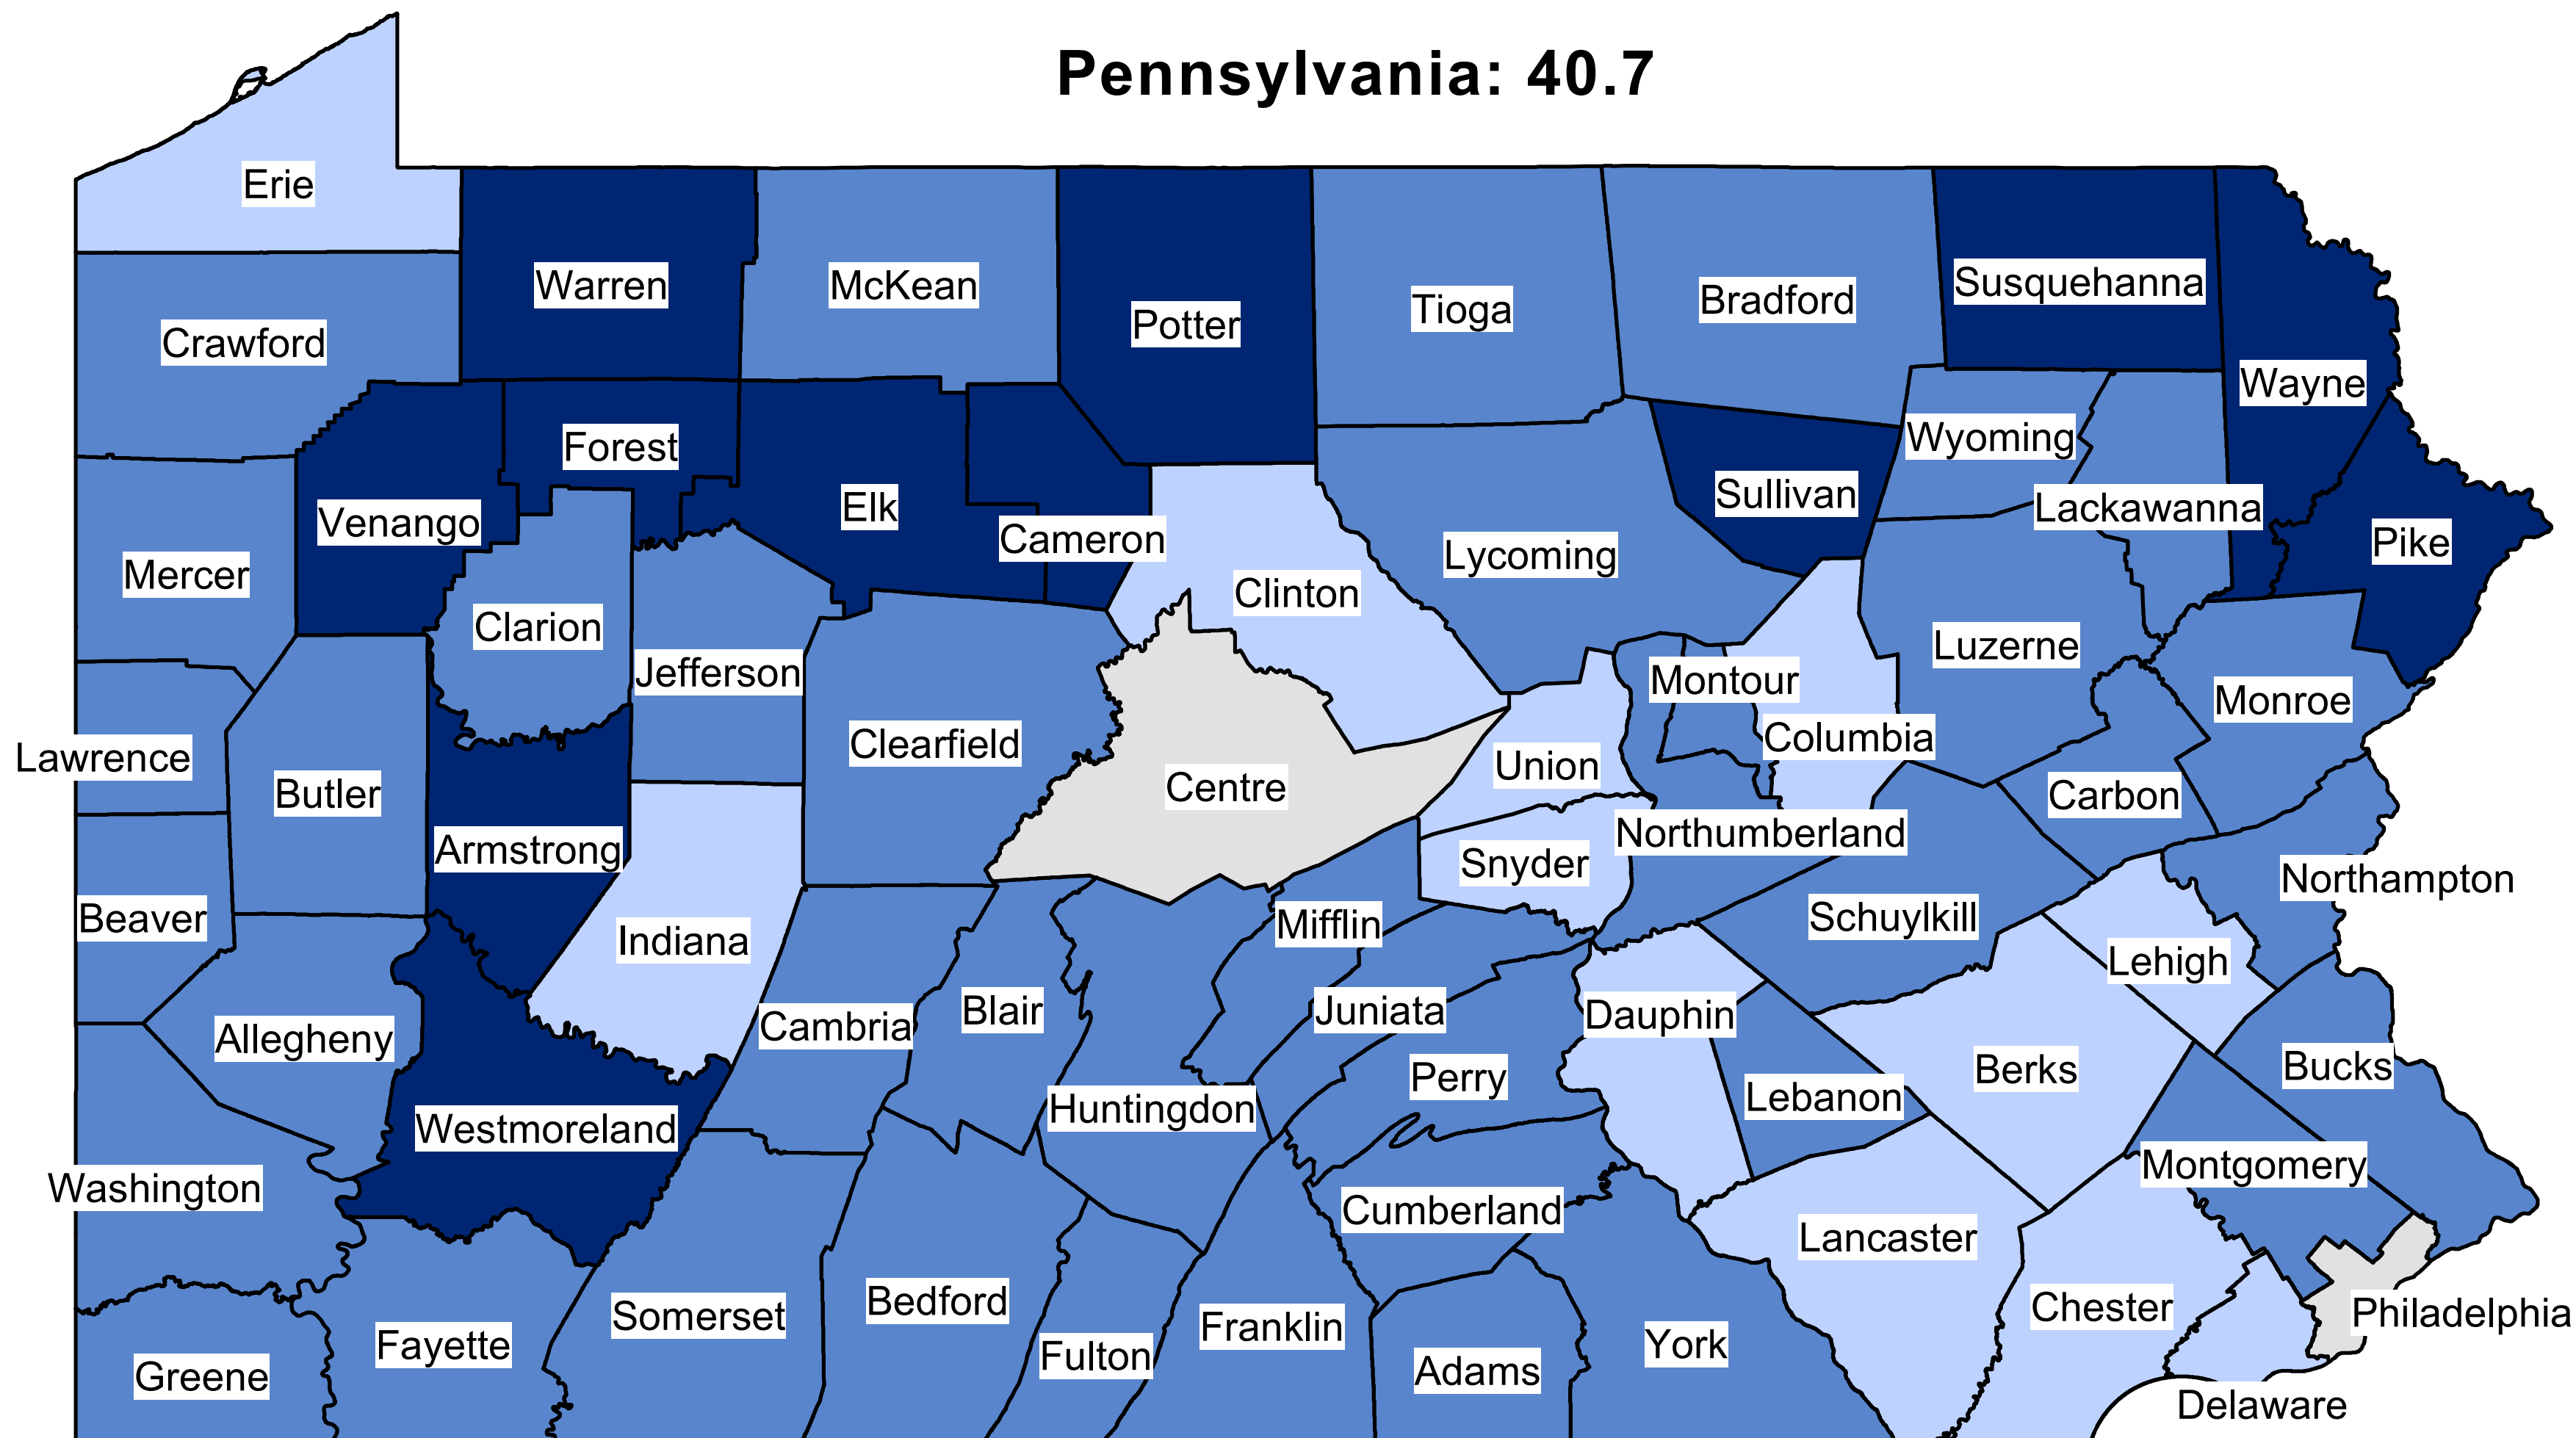 Pennsylvania: 40.7
Erie
Warren
McKean
Potter
Tioga
Bradford
Susquehanna
Crawford
Wayne
Forest
Wyoming
Venango
Elk
Cameron
Sullivan
Lackawanna
Pike
Mercer
Clarion
Clinton
Lycoming
Jefferson
Luzerne
Montour
Monroe
Lawrence
Clearfield
Columbia
Butler
Centre
Union
Carbon
Armstrong
Northumberland
Snyder
Northampton
Beaver
Indiana
Mifflin
Schuylkill
Lehigh
Allegheny
Cambria
Blair
Juniata
Dauphin
Westmoreland
Huntingdon
Perry
Lebanon
Berks
Bucks
Washington
Cumberland
Lancaster
Montgomery
Greene
Fayette
Somerset
Bedford
Fulton
Franklin
Adams
York
Chester
Philadelphia
Delaware